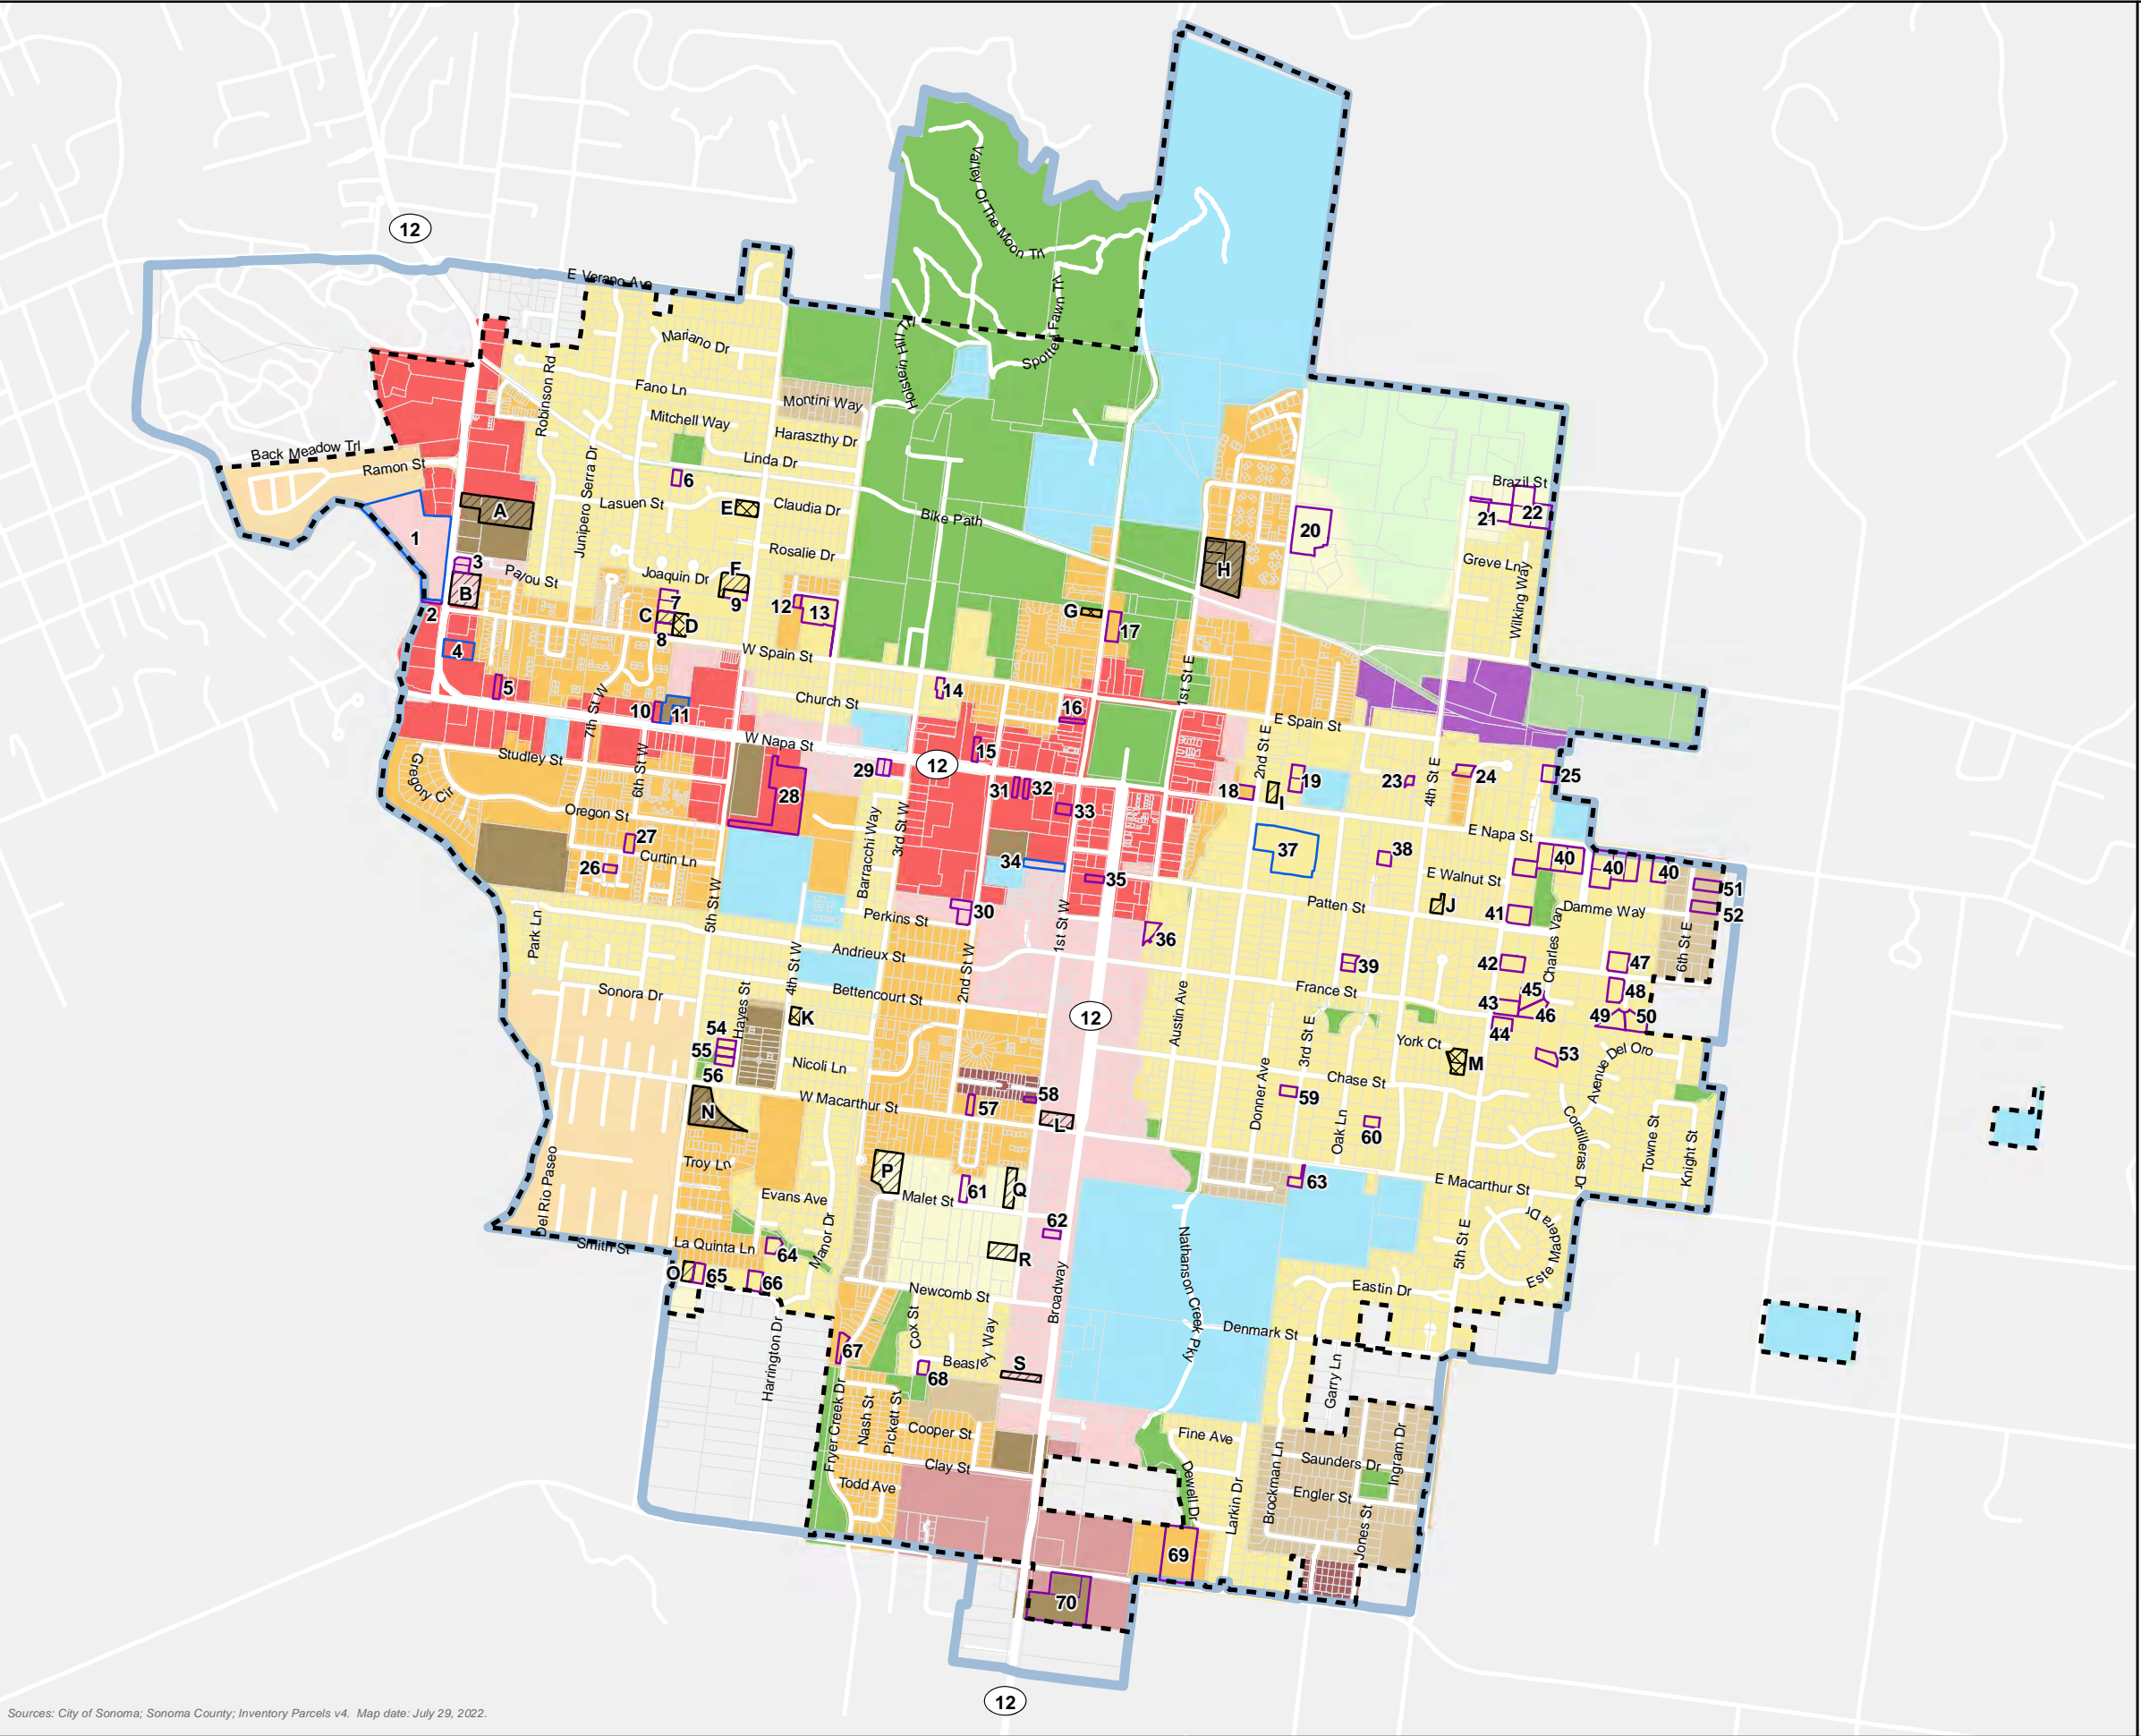 12
Valley Of The Moon Trl
E Verano Ave
Spotted Fawn Trl
Holstein Hill Trl
Mariano Dr
Robinson Rd
Fano Ln
Montini Way
Mitchell Way
Haraszthy Dr
Back Meadow Trl
Ramon St
Linda Dr
6
Junipero Serra Dr
Lasuen St
E
Claudia Dr
Bike Path
A
1
Brazil St
21
22
20
Rosalie Dr
3
Palou St
Joaquin Dr
F
H
Greve Ln
Wilking Way
B
2
7
9
12
13
C
D
8
G
17
4
W Spain St
1st St E
5
14
Church St
7th St W
10
11
16
E Spain St
2nd St E
W Napa St
15
12
29
Studley St
6th St W
Gregory Cir
28
31
32
33
18
I
19
23
4th St E
24
25
Oregon St
27
Curtin Ln
26
Barracchi Way
3rd St W
34
35
37
38
E Napa St
40
40
40
E Walnut St
51
52
Park Ln
5th St W
Perkins St
30
1st St W
36
Patten St
J
41
Damme Way
Charles Van
6th St E
Andrieux St
4th St W
2nd St W
Bettencourt St
Sonora Dr
Hayes St
39
France St
42
47
48
43
45
46
44
49
50
K
12
Austin Ave
54
55
56
Nicoli Ln
3rd St E
York Ct
M
53
Avenue Del Oro
Chase St
N
W Macarthur St
57
58
L
Donner Ave
59
Oak Ln
60
Cordilleras Dr
Towne St
Knight St
Troy Ln
P
Del Rio Paseo
Evans Ave
Malet St
61
Q
63
E Macarthur St
62
Este Madera Dr
5th St E
Smith St
La Quinta Ln
64
Manor Dr
R
O
65
66
Nathanson Creek Pky
Broadway
Newcomb St
Eastin Dr
Harrington Dr
67
Cox St
Beasley Way
68
S
Denmark St
Garry Ln
Fryer Creek Dr
Nash St
Pickett St
Cooper St
Clay St
Todd Ave
Fine Ave
Dewell Dr
Larkin Dr
Brockman Ln
Saunders Dr
Engler St
Ingram Dr
Jones St
69
70
12
Sources: City of Sonoma; Sonoma County; Inventory Parcels v4. Map date: July 29, 2022.